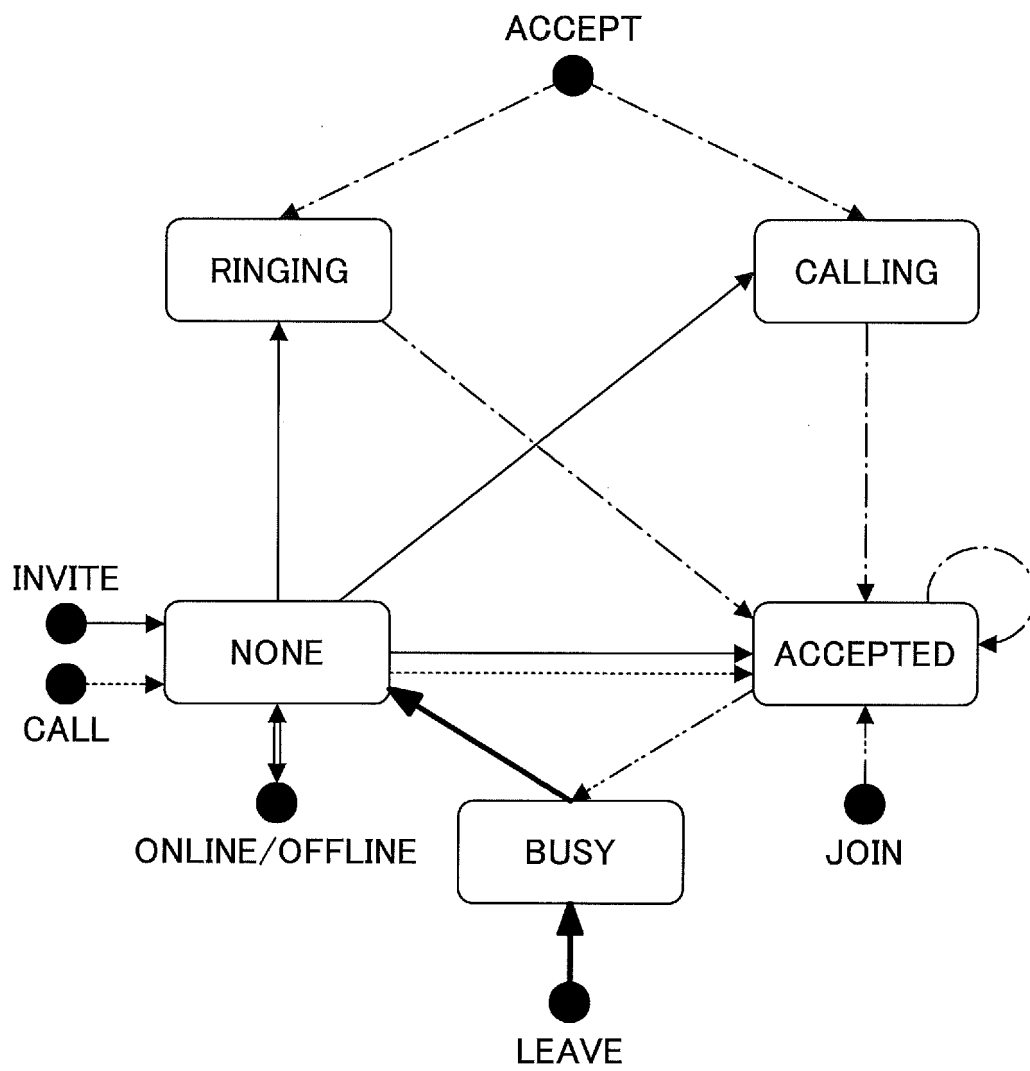 ACCEPT
RINGING
CALLING
INVITE
NONE
ACCEPTED
CALL
ONLINE/OFFLINE
BUSY
JOIN
LEAVE